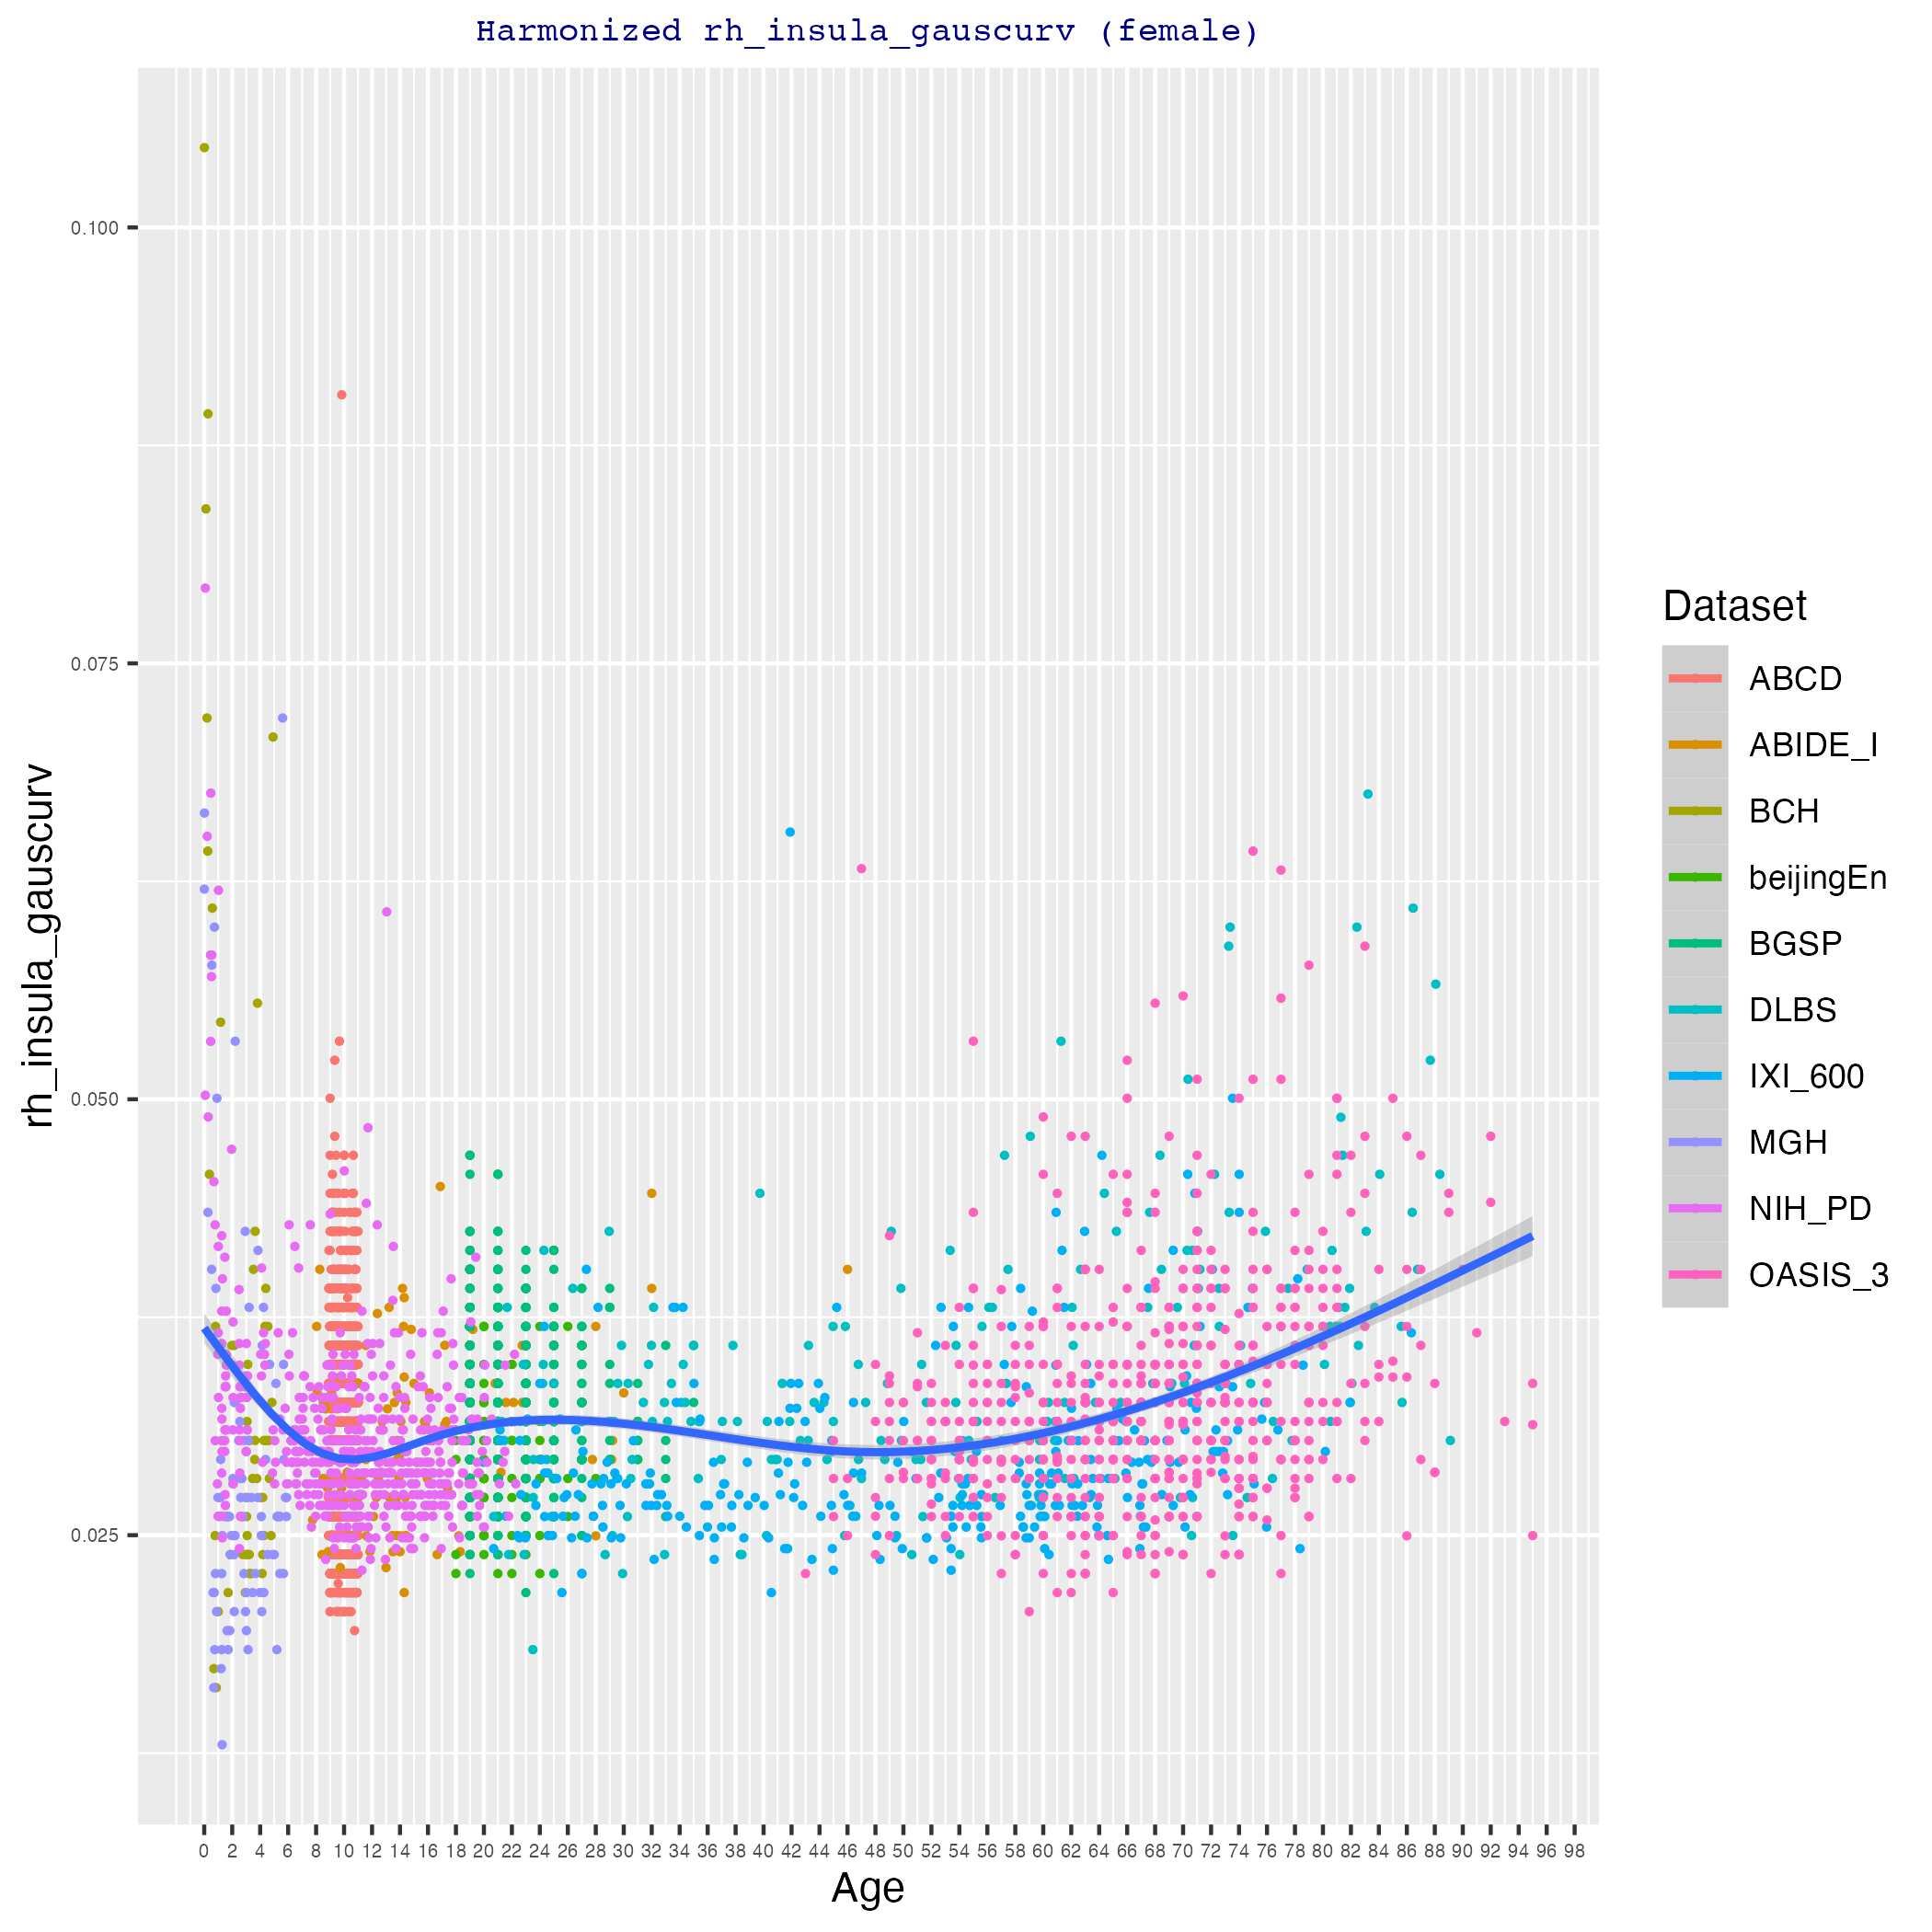 Harmonized rh_insula_gauscurv (female)
rh_insula_gauscurv
0.100
0.075
0.050
0.025
0 2 4 6 8 10 12 14 16 18 20 22 24 26 28 30 32 34 36 38 40 42 44 46 48 50 52 54 56 58 60 62 64 66 68 70 72 74 76 78 80 82 84 86 88 90 92 94 96 98
Age
Dataset
ABCD
ABIDE_I
BCH
beijingEn
BGSP
DLBS
IXI_600
MGH
NIH_PD
OASIS_3